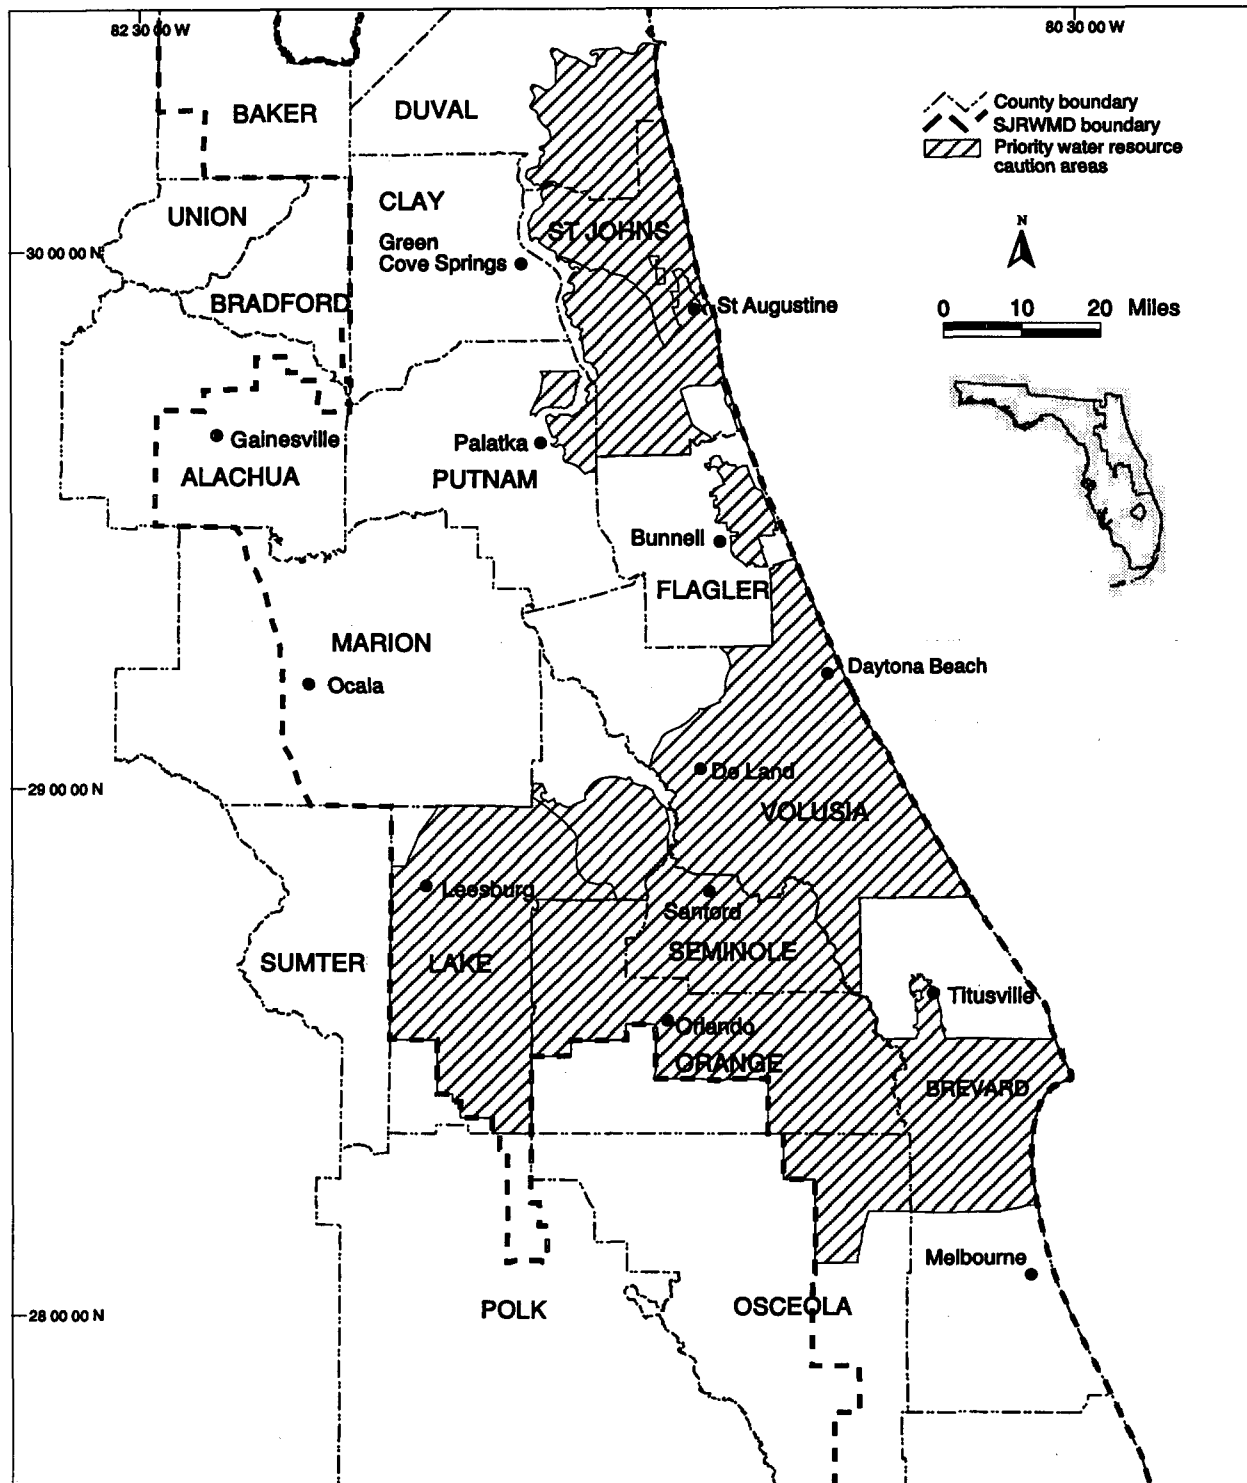 82 30 00 W
80 30 00 W
BAKER
DUVAL
County boundary
SJRWMD boundary
Priority water resource
caution areas
UNION
CLAY
N
Green
Cove Springs
ST JOHNS
30 00 00 N
BRADFORD
St Augustine
0 10 20 Miles
Gainesville
Palatka
ALACHUA
PUTNAM
Bunnell
FLAGLER
MARION
Ocala
Daytona Beach
De Land
29 00 00 N
VOLUSIA
Leesburg
Sanford
SUMTER
LAKE
SEMINOLE
Titusville
Orlando
ORANGE
BREVARD
Melbourne
POLK
OSCEOLA
28 00 00 N